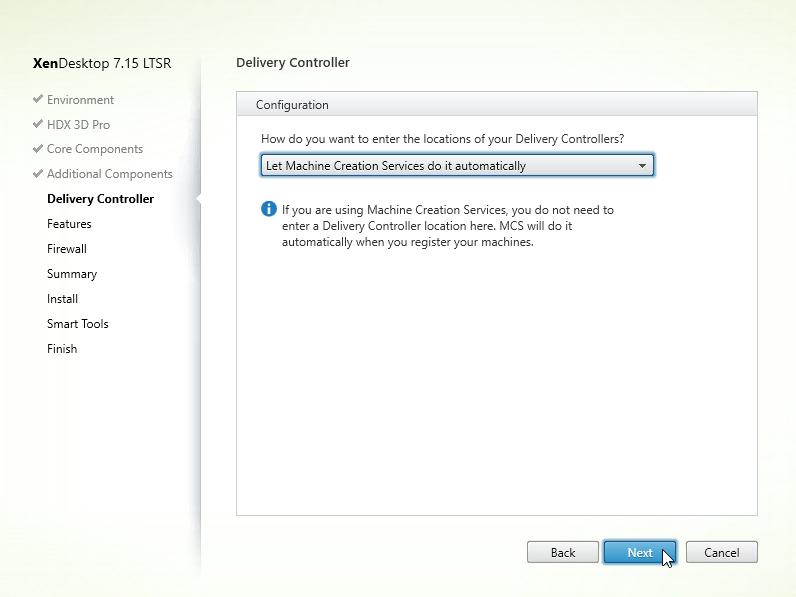 XenDesktop 7.15 LTSR
Environment
HDX 3D Pro
Core Components
Additional Components
Delivery Controller
Features
Firewall
Summary
Install
Smart Tools
Finish
Delivery Controller
Configuration
How do you want to enter the locations of your Delivery Controllers?
Let Machine Creation Services do it automatically
If you are using Machine Creation Services, you do not need to
enter a Delivery Controller location here. MCS will do it
automatically when you register your machines.
Back
Next
Cancel